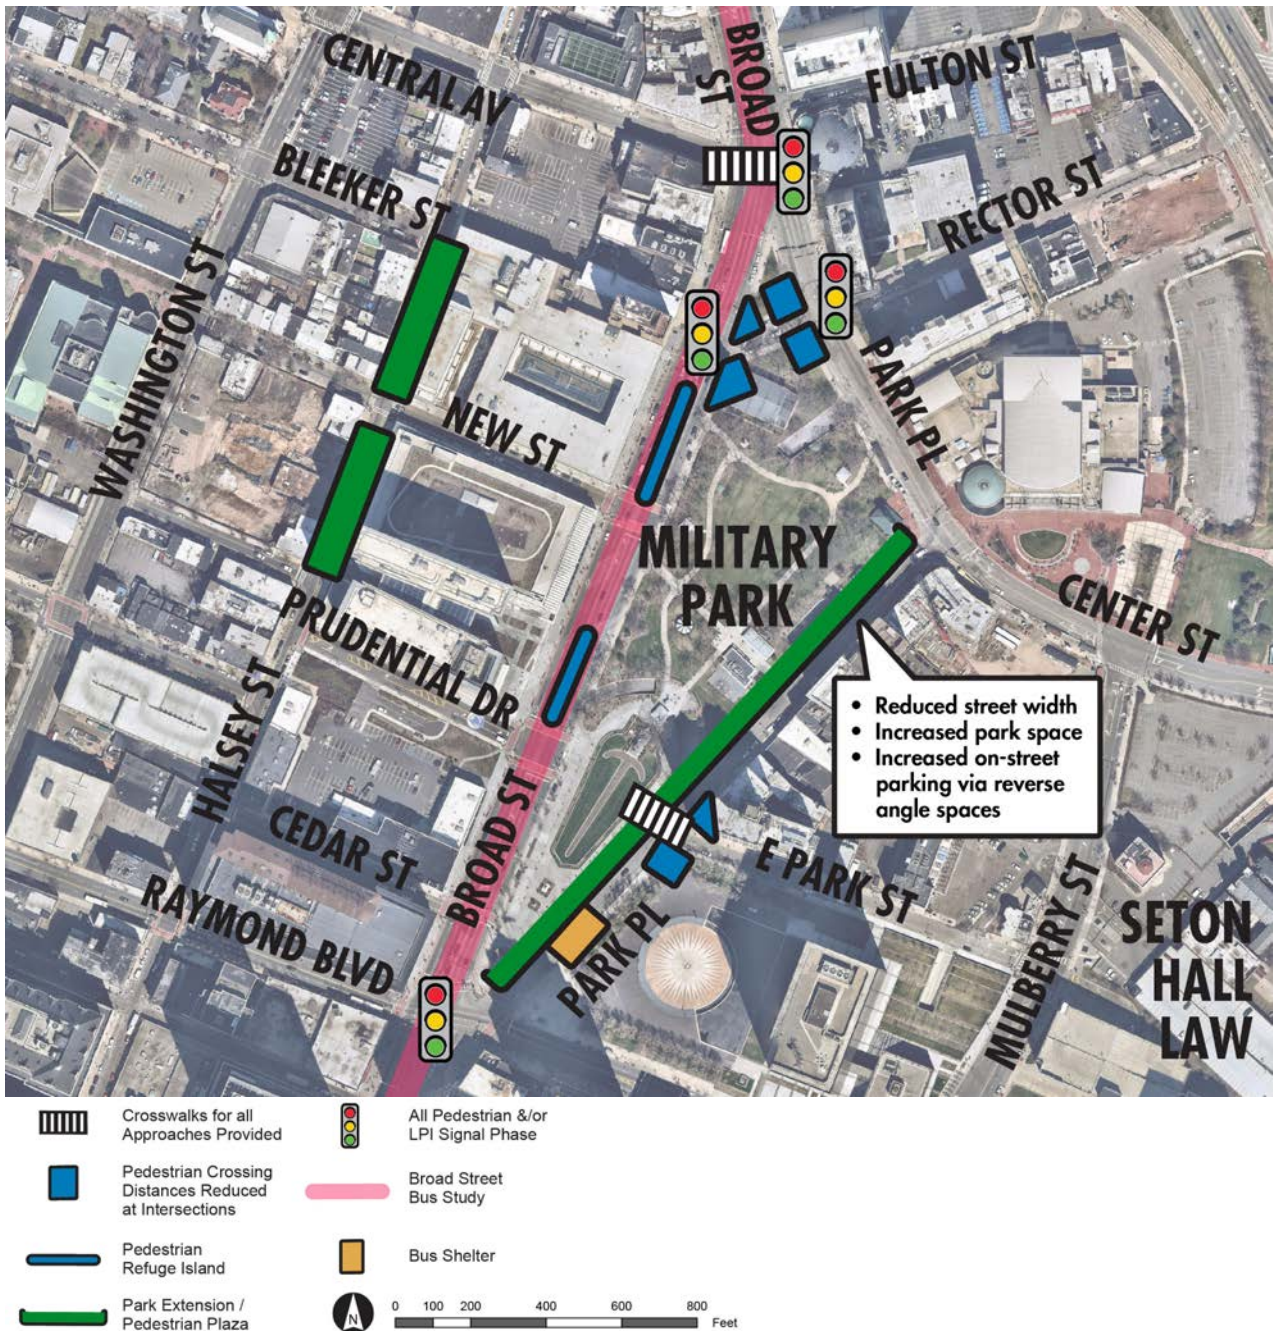 CENTRAL AV
BROAD
ST
FULTON ST
BLEEKER ST
RECTOR ST
WASHINGTON ST
PARK PL
NEW ST
MILITARY
PARK
CENTER ST
PRUDENTIAL DR
HALSEY ST
• Reduced street width
• Increased park space
• Increased on-street
parking via reverse
angle spaces
CEDAR ST
BROAD ST
E PARK ST
RAYMOND BLVD
PARK PL
MULBERRY ST
SETON
HALL
LAW
Crosswalks for all
Approaches Provided
All Pedestrian &/or
LPI Signal Phase
Pedestrian Crossing
Distances Reduced
at Intersections
Broad Street
Bus Study
Pedestrian
Refuge Island
Bus Shelter
Park Extension /
Pedestrian Plaza
N
0 100 200 400 600 800
Feet